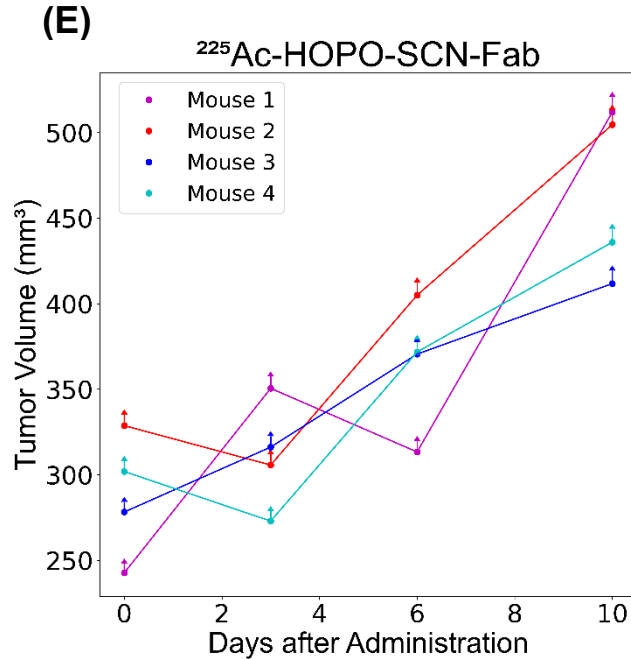 (E)
²²⁵Ac-HOPO-SCN-Fab
Mouse 1
Mouse 2
Mouse 3
Mouse 4
Tumor Volume (mm³)
500
450
400
350
300
250
0 2 4 6 8 10
Days after Administration